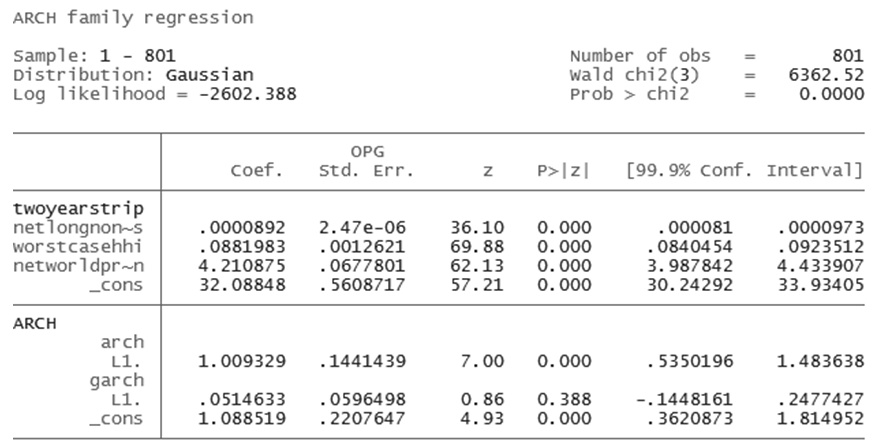 ARCH family regression
Sample: 1 - 801 Number of obs = 801
Distribution: Gaussian Wald chi2(3) = 6362.52
Log likelihood = -2602.388 Prob > chi2 = 0.0000
OPG
Coef. Std. Err. z P>|z| [99.9% Conf. Interval]
twoyearstrip
netlongnon~s .0000892 2.47e-06 36.10 0.000 .000081 .0000973
worstcasehhi .0881983 .0012621 69.88 0.000 .0840454 .0923512
networldpr~n 4.210875 .0677801 62.13 0.000 3.987842 4.433907
_cons 32.08848 .5608717 57.21 0.000 30.24292 33.93405
ARCH
arch
L1. 1.009329 .1441439 7.00 0.000 .5350196 1.483638
garch
L1. .0514633 .0596498 0.86 0.388 -.1448161 .2477427
_cons 1.088519 .2207647 4.93 0.000 .3620873 1.814952